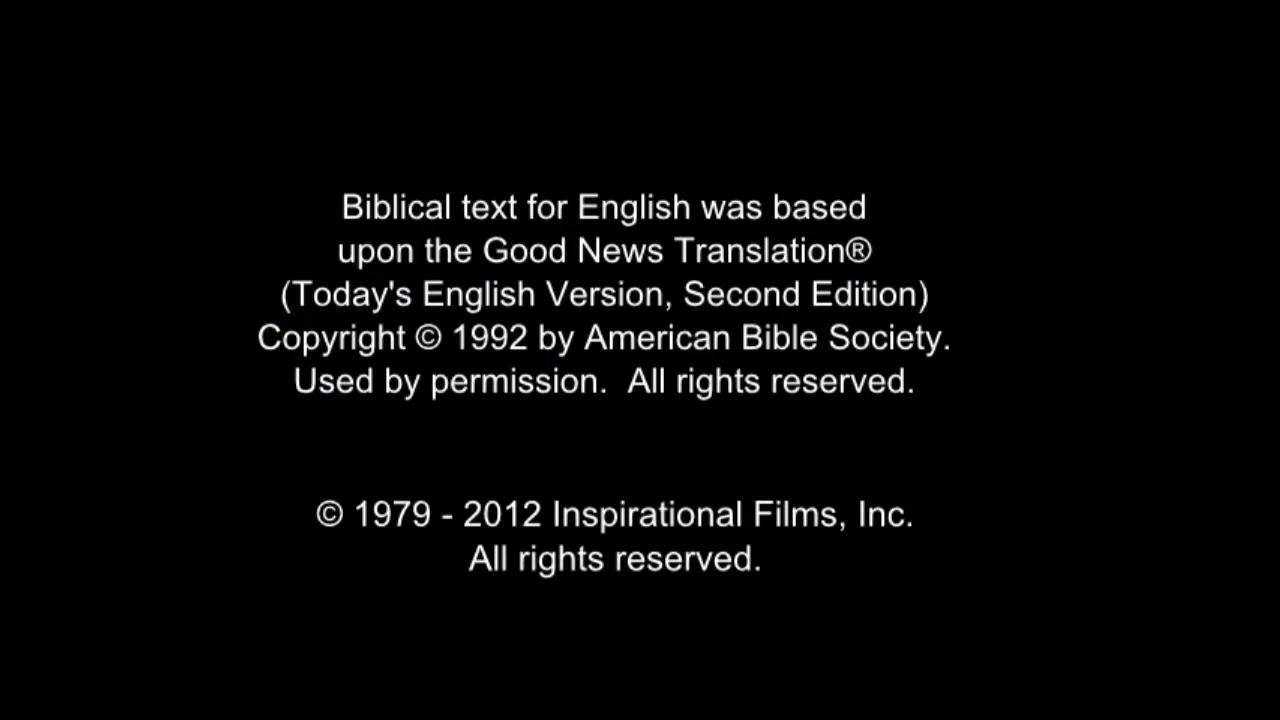 Biblical text for English was based
upon the Good News Translation®
(Today's English Version, Second Edition)
Copyright © 1992 by American Bible Society.
Used by permission.  All rights reserved.
© 1979 - 2012 Inspirational Films, Inc.
All rights reserved.